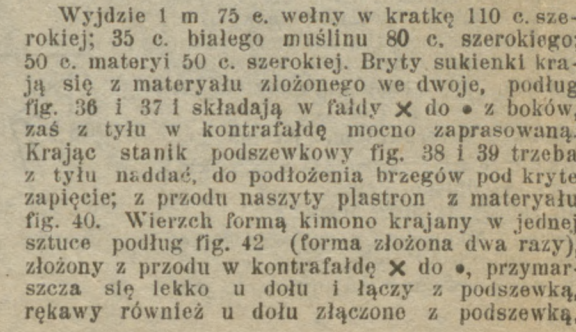 Wyjdzie 1 m 75 c. wełny w kratkę 110 c. sze-
rokiej; 35 c. białego muślinu 80 c. szerokiego;
50 c. materyi 50 c. szerokiej. Bryty sukienki kra-
ją się z materyału złożonego we dwoje, podług
fig. 36 i 37 i składają w fałdy × do • z boków,
zaś z tyłu w kontrafałdę mocno zaprasowaną.
Krając stanik podszewkowy fig. 38 i 39 trzeba
z tyłu naddać, do podłożenia brzegów pod kryte
zapięcie; z przodu naszyty plastron z materyału
fig. 40. Wierzch formą kimono krajany w jednej
sztuce podług fig. 42 (forma złożona dwa razy)
złożony z przodu w kontrafałdę × do •, przymar-
szcza się lekko u dołu i łączy z podszewką,
rękawy również u dołu złączone z podszewką,